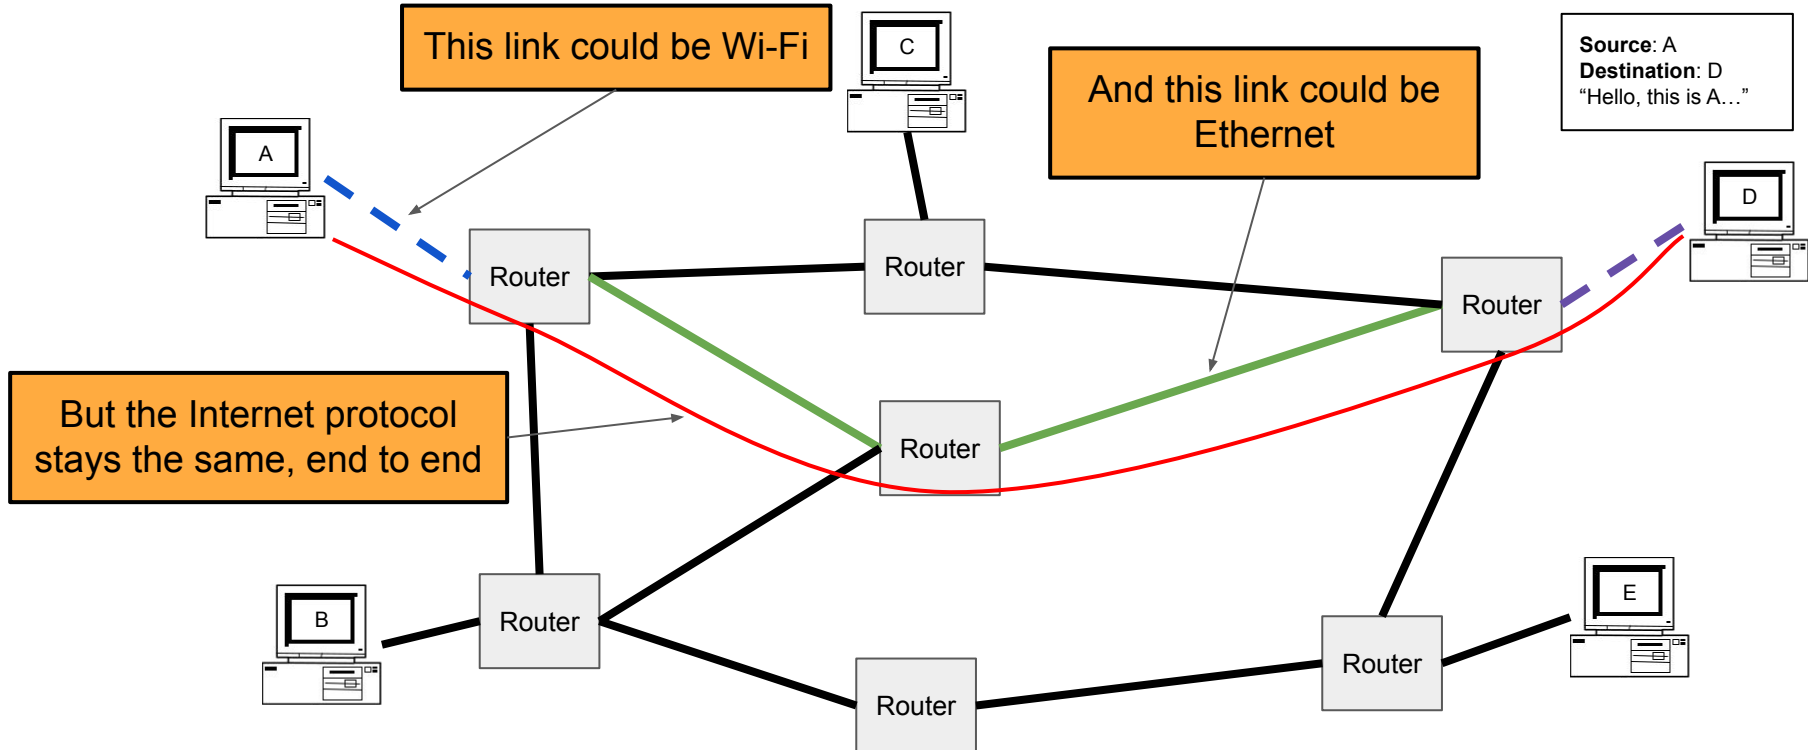 This link could be Wi-Fi
C
And this link could be
Ethernet
Source: A
Destination: D
“Hello, this is A…”
A
D
Router
Router
Router
But the Internet protocol
stays the same, end to end
Router
B
Router
E
Router
Router